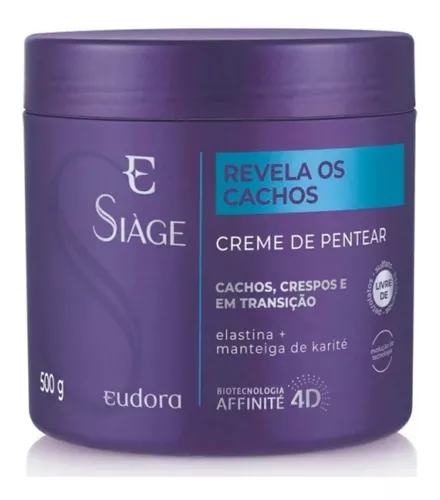 E
SIÀGE
500 g
Eudora
REVELA OS
CACHOS
CREME DE PENTEAR
CACHOS, CRESPOS E
EM TRANSIÇÃO
elastina +
manteiga de karité
BIOTECNOLOGIA
AFFINITÉ 4D
LIVRE
DE